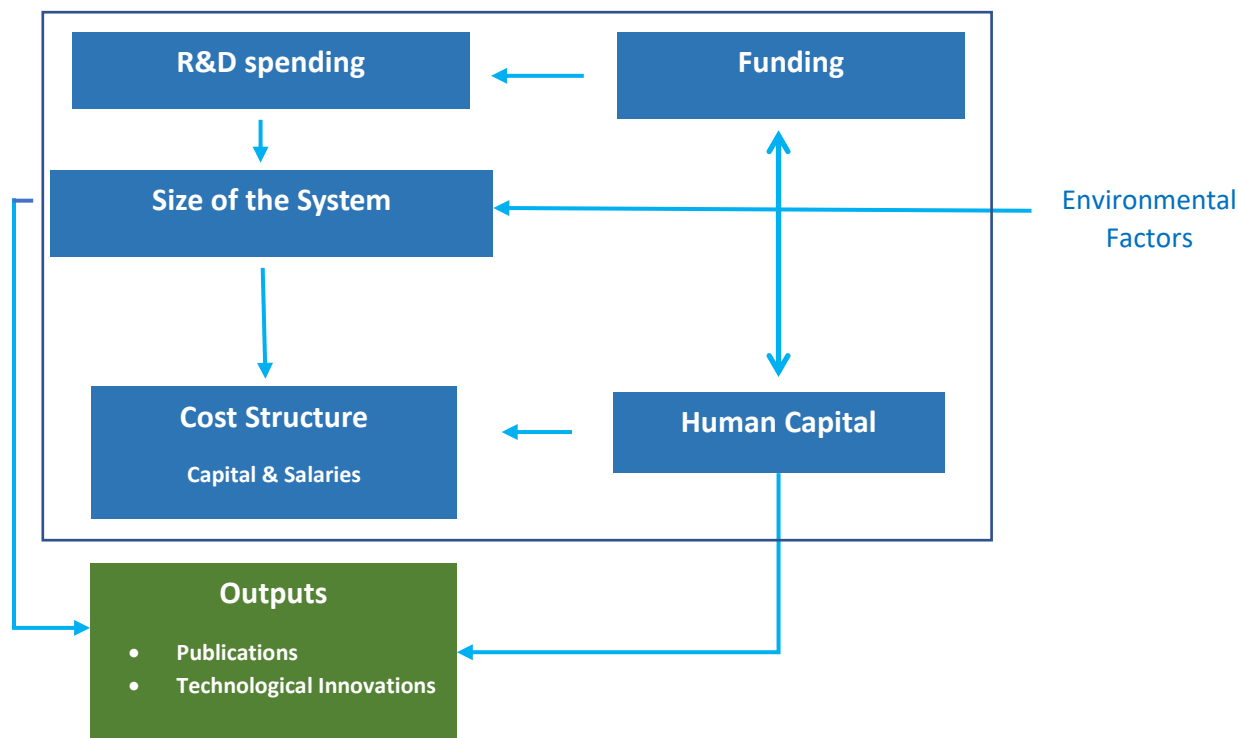 R&D spending
Funding
Size of the System
Environmental
Factors
Cost Structure
Capital & Salaries
Human Capital
Outputs
• Publications
• Technological Innovations